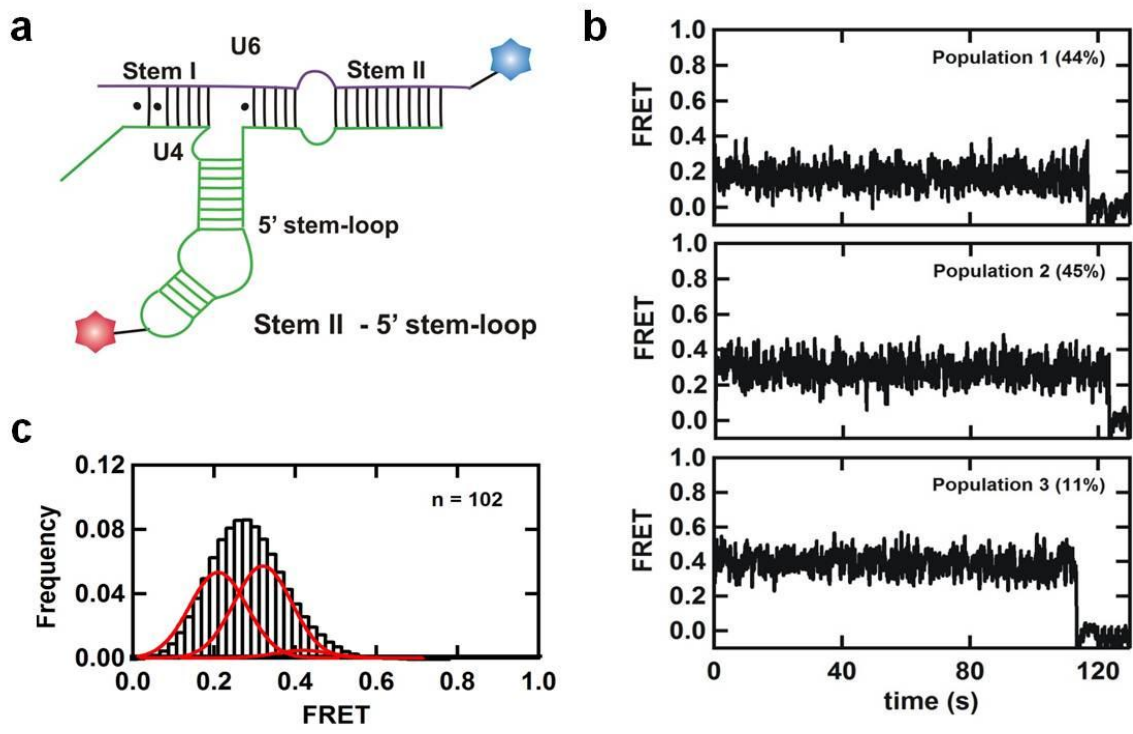 a
U6
Stem I
Stem II
U4
5' stem-loop
Stem II - 5' stem-loop
b
1.0
0.8
0.6
0.4
0.2
0.0
FRET
Population 1 (44%)
1.0
0.8
0.6
0.4
0.2
0.0
FRET
Population 2 (45%)
1.0
0.8
0.6
0.4
0.2
0.0
FRET
Population 3 (11%)
0 40 80 120
time (s)
c
0.12
0.08
0.04
0.00
Frequency
n = 102
0.0 0.2 0.4 0.6 0.8 1.0
FRET